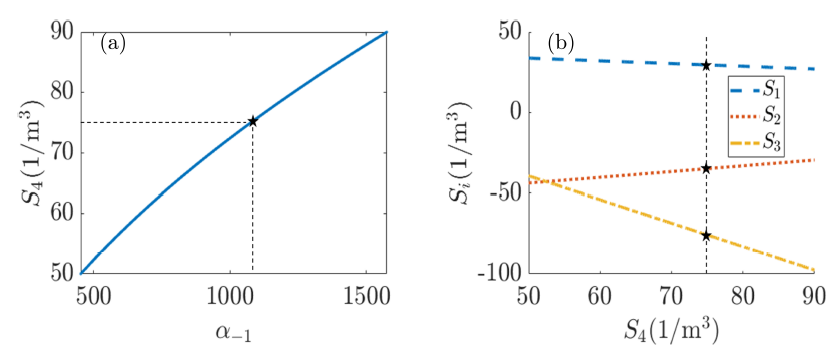 (a)
90
80
70
60
50
S₄(1/m³)
500
1000
1500
α₋₁
(b)
50
0
-50
-100
Sᵢ(1/m³)
S₁
S₂
S₃
50
60
70
80
90
S₄(1/m³)